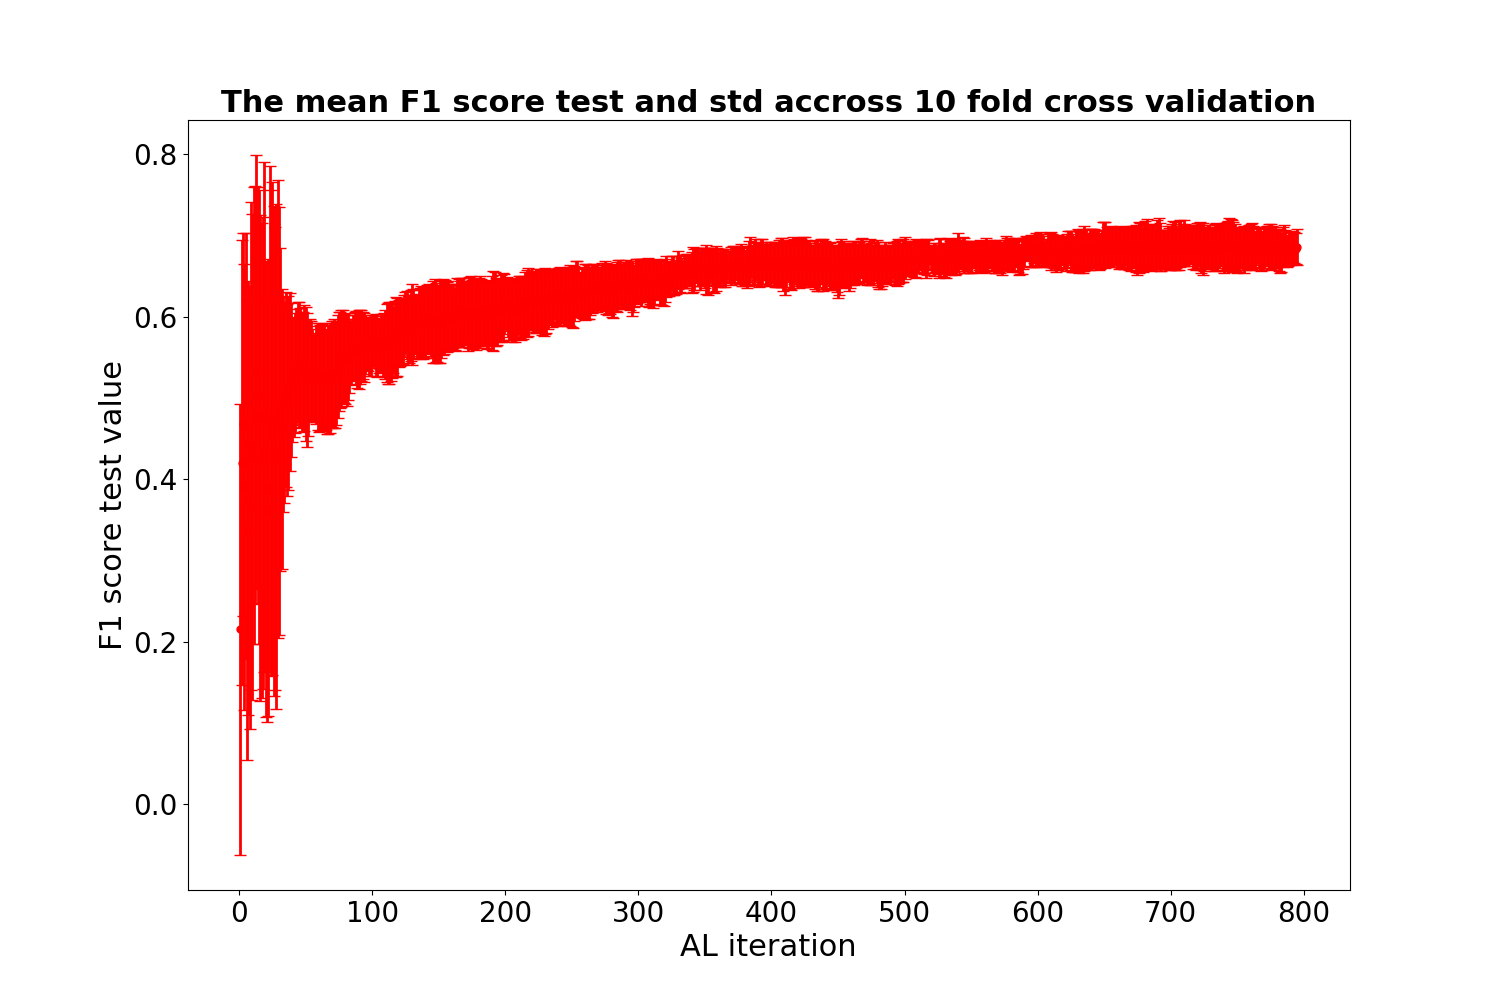 The mean F1 score test and std accross 10 fold cross validation
0.8
0.6
0.4
0.2
0.0
F1 score test value
0 100 200 300 400 500 600 700 800
AL iteration